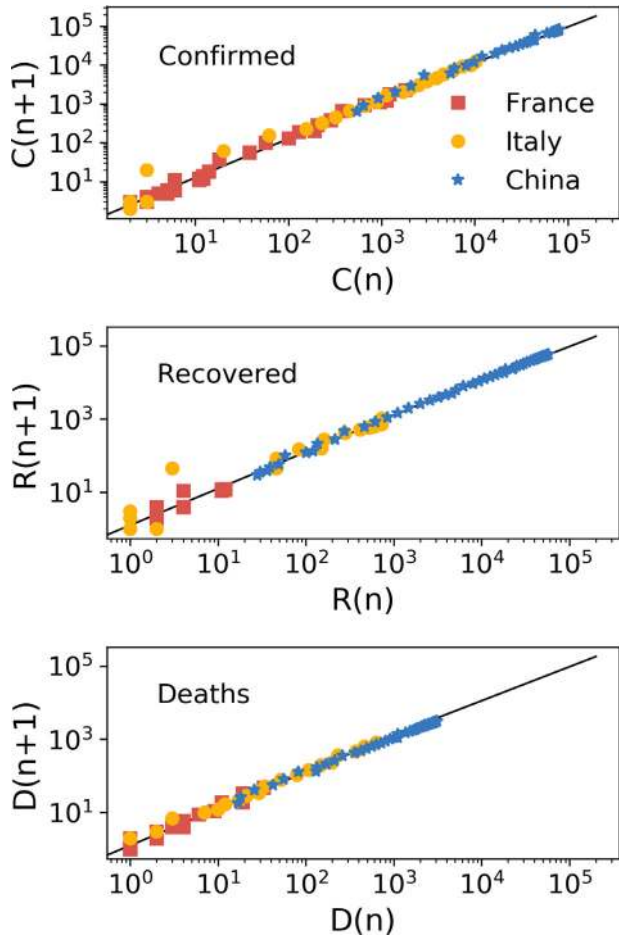 10^5
10^4
10^3
10^2
10^1
C(n+1)
Confirmed
France
Italy
China
10^1 10^2 10^3 10^4 10^5
C(n)
10^5
10^3
10^1
R(n+1)
Recovered
10^0 10^1 10^2 10^3 10^4 10^5
R(n)
10^5
10^3
10^1
D(n+1)
Deaths
10^0 10^1 10^2 10^3 10^4 10^5
D(n)